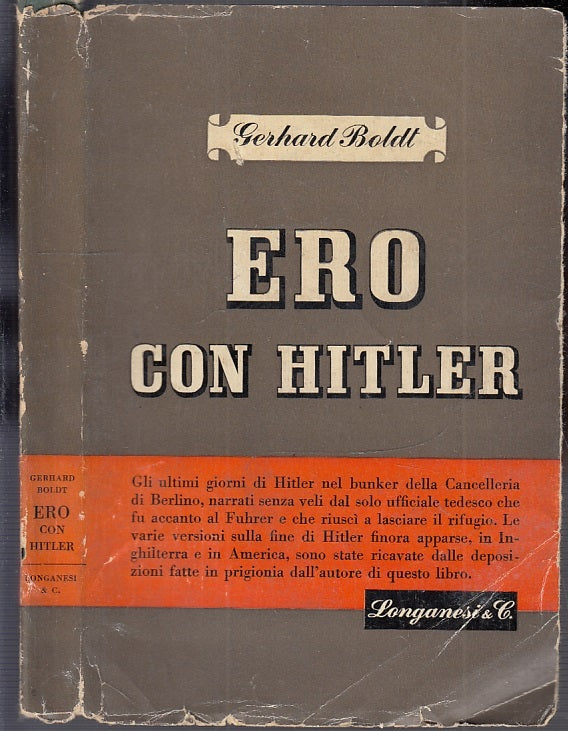 Gerhard Boldt
ERO
CON HITLER
Gli ultimi giorni di Hitler nel bunker della Cancelleria
di Berlino, narrati senza veli dal solo ufficiale tedesco che
fu accanto al Fuhrer e che riuscì a lasciare il rifugio. Le
varie versioni sulla fine di Hitler finora apparse, in In-
ghilterra e in America, sono state ricavate dalle deposi-
zioni fatte in prigionia dall'autore di questo libro.
Longanesi & C.
GERHARD
BOLDT
ERO
CON
HITLER
LONGANESI
& C.